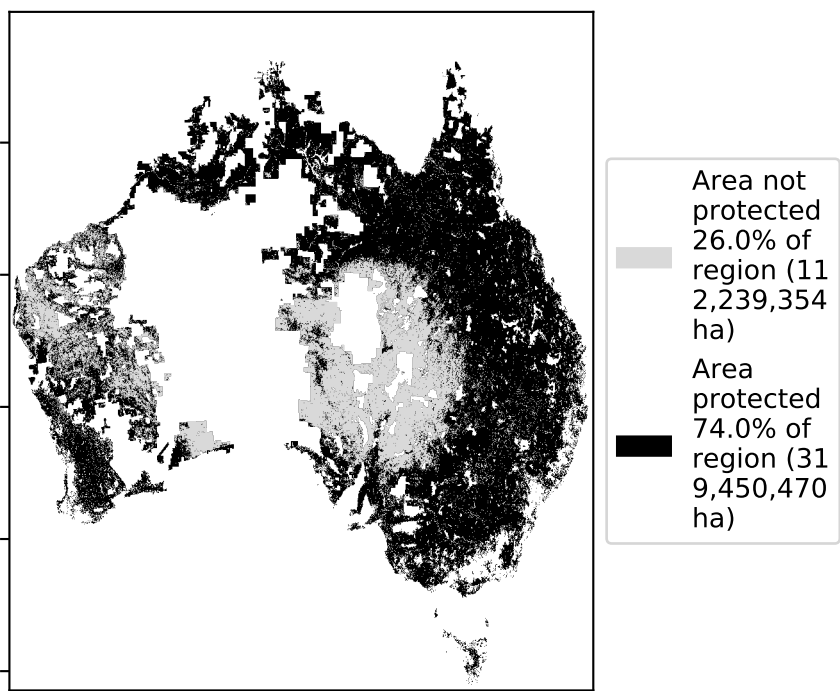 Area not
protected
26.0% of
region (11
2,239,354
ha)
Area
protected
74.0% of
region (31
9,450,470
ha)